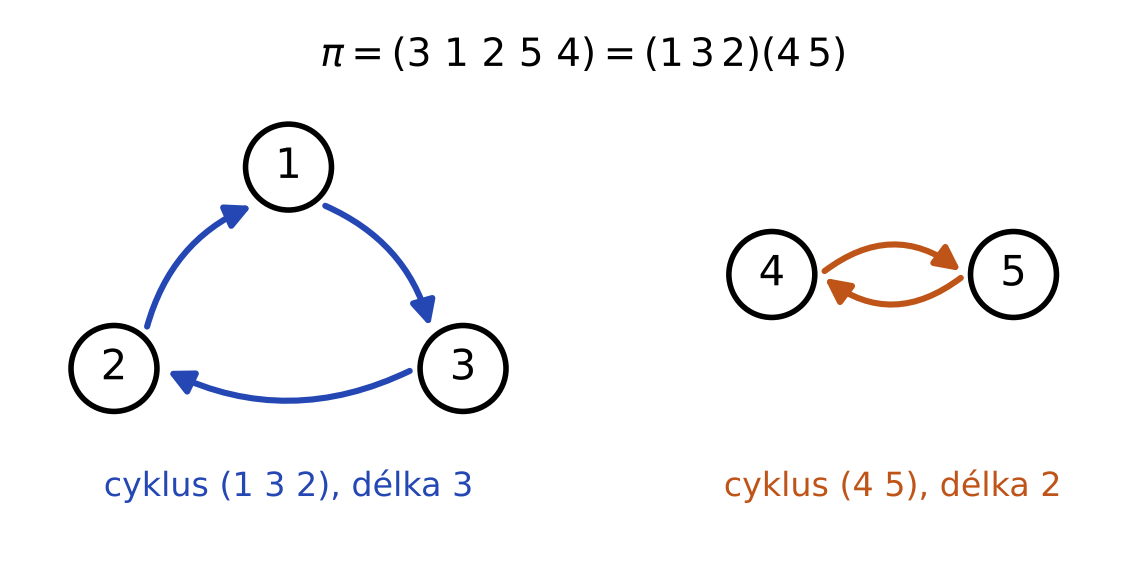 π = (3 1 2 5 4) = (1 3 2)(4 5)
1
4
5
2
3
cyklus (1 3 2), délka 3
cyklus (4 5), délka 2